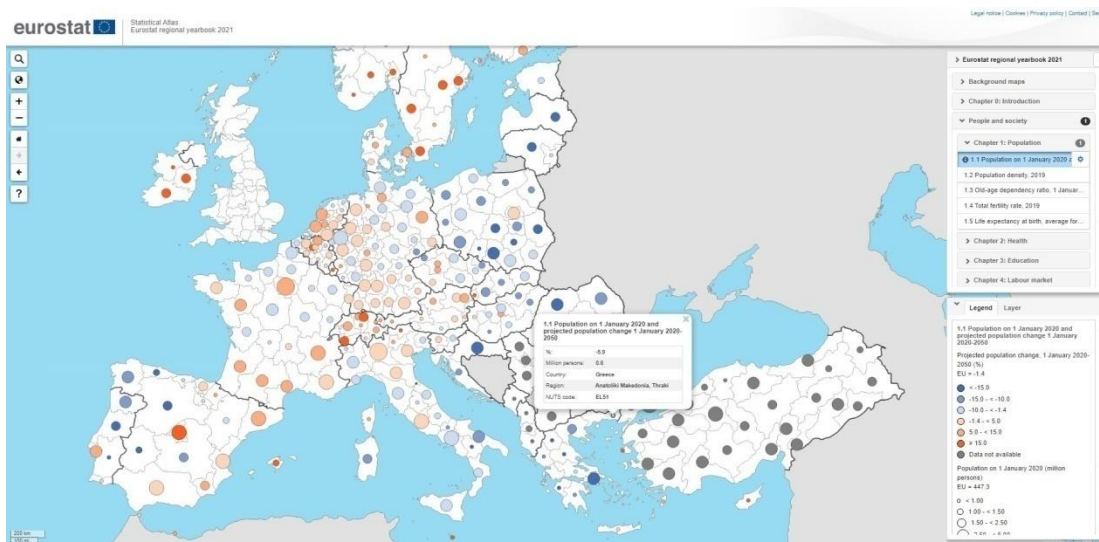 Legal notice | Cookies | Privacy policy | Contact |
eurostat
Statistical Atlas
Eurostat regional yearbook 2021
Eurostat regional yearbook 2021
Background maps
Chapter 0: Introduction
People and society 1
Chapter 1: Population 1
1.1 Population on 1 January 2020
1.2 Population density, 2019
1.3 Old-age dependency ratio, 1 Januar...
1.4 Total fertility rate, 2019
1.5 Life expectancy at birth, average for...
Chapter 2: Health
Chapter 3: Education
Chapter 4: Labour market
1.1 Population on 1 January 2020 and
projected population change 1 January 2020-
2050
%: -5.9
Million persons: 0.6
Country: Greece
Region: Anatoliki Makedonia, Thraki
NUTS code: EL51
Legend Layer
1.1 Population on 1 January 2020 and
projected population change 1 January
2020-2050
Projected population change, 1 January 2020-
2050 (%)
EU = -1.4
< -15.0
-15.0 - < -10.0
-10.0 - < -1.4
-1.4 - < 5.0
5.0 - < 15.0
≥ 15.0
Data not available
Population on 1 January 2020 (million
persons)
EU = 447.3
< 1.00
1.00 - < 1.50
1.50 - < 2.50
200 km